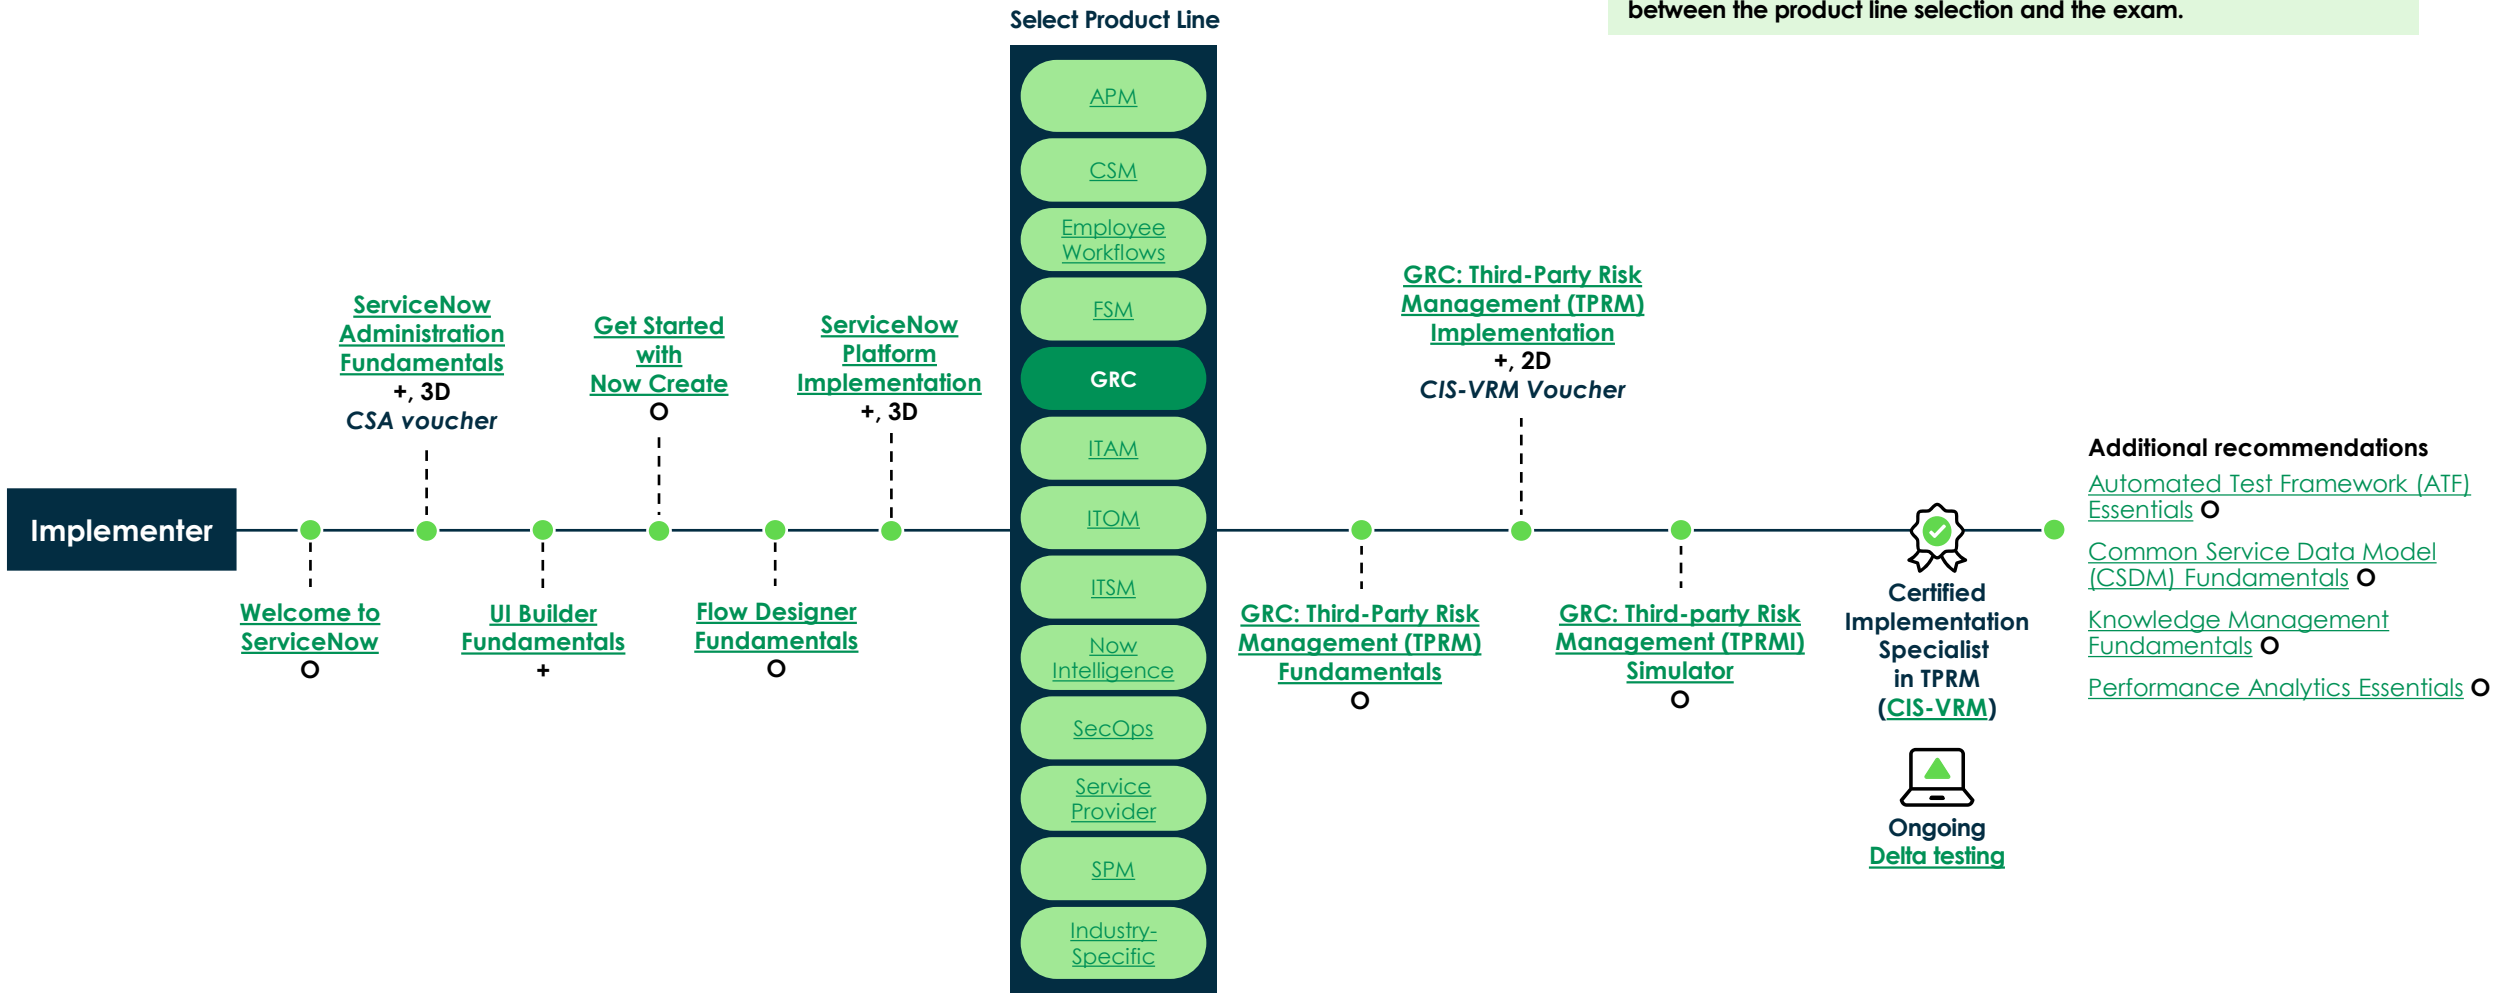 between the product line selection and the exam.
Select Product Line
APM
CSM
Employee
Workflows
FSM
GRC
ITAM
ITOM
ITSM
Now
Intelligence
SecOps
Service
Provider
SPM
Industry-
Specific
Implementer
Welcome to
ServiceNow
O
ServiceNow
Administration
Fundamentals
+, 3D
CSA voucher
UI Builder
Fundamentals
+
Get Started
with
Now Create
O
Flow Designer
Fundamentals
O
ServiceNow
Platform
Implementation
+, 3D
GRC: Third-Party Risk
Management (TPRM)
Fundamentals
O
GRC: Third-Party Risk
Management (TPRM)
Implementation
+, 2D
CIS-VRM Voucher
GRC: Third-party Risk
Management (TPRMI)
Simulator
O
Certified
Implementation
Specialist
in TPRM
(CIS-VRM)
Ongoing
Delta testing
Additional recommendations
Automated Test Framework (ATF)
Essentials O
Common Service Data Model
(CSDM) Fundamentals O
Knowledge Management
Fundamentals O
Performance Analytics Essentials O